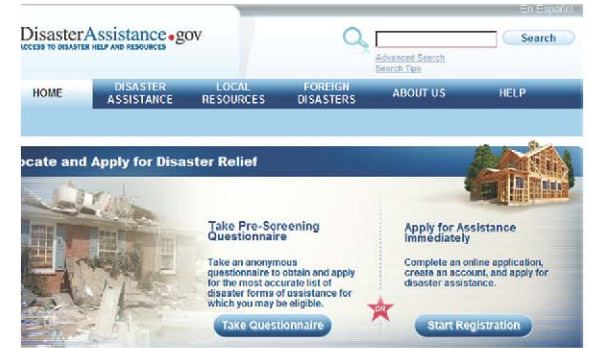 En Español
DisasterAssistance.gov
ACCESS TO DISASTER HELP AND RESOURCES
Search
Advanced Search
Search Tips
HOME
DISASTER
ASSISTANCE
LOCAL
RESOURCES
FOREIGN
DISASTERS
ABOUT US
HELP
ocate and Apply for Disaster Relief
Take Pre-Screening
Questionnaire
Take an anonymous
questionnaire to obtain and apply
for the most accurate list of
disaster forms of assistance for
which you may be eligible.
Take Questionnaire
OR
Apply for Assistance
Immediately
Complete an online application,
create an account, and apply for
disaster assistance.
Start Registration